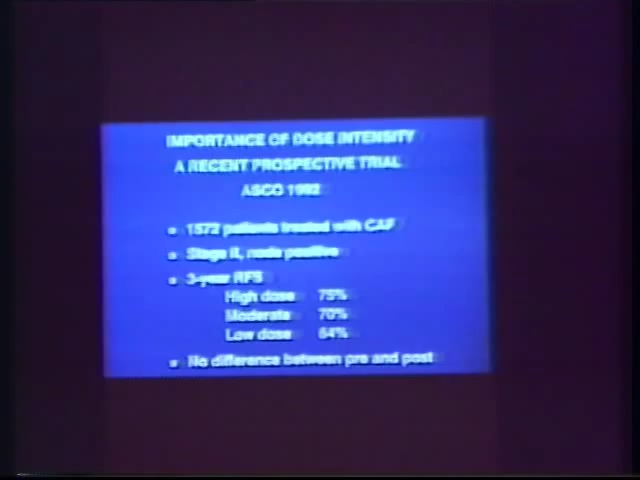 IMPORTANCE OF DOSE INTENSITY
A RECENT PROSPECTIVE TRIAL
ASCO 1992
▪ 1572 patients treated with CAF
▪ Stage II, node positive
▪ 3-year RFS
High dose 75%
Moderate 70%
Low dose 64%
▪ No difference between pre and post